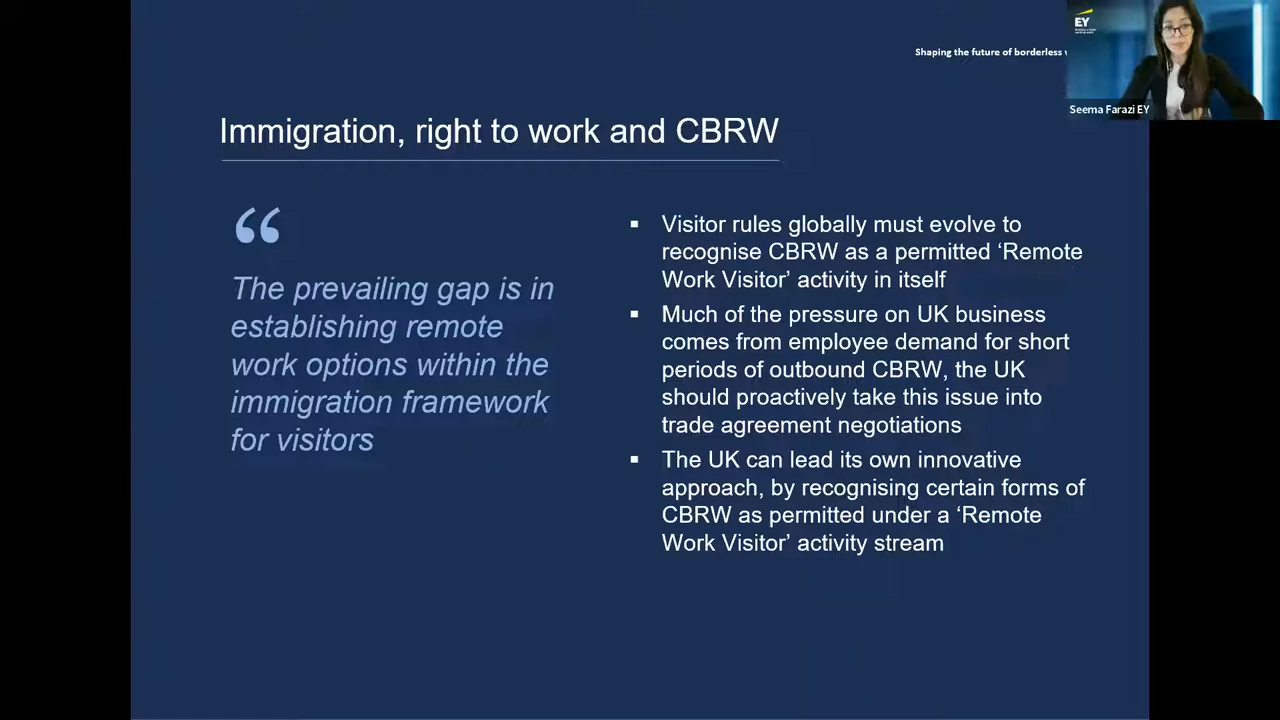 Shaping the future of borderless
EY
Seema Farazi EY
Immigration, right to work and CBRW
“
The prevailing gap is in
establishing remote
work options within the
immigration framework
for visitors
▪ Visitor rules globally must evolve to
recognise CBRW as a permitted ‘Remote
Work Visitor’ activity in itself
▪ Much of the pressure on UK business
comes from employee demand for short
periods of outbound CBRW, the UK
should proactively take this issue into
trade agreement negotiations
▪ The UK can lead its own innovative
approach, by recognising certain forms of
CBRW as permitted under a ‘Remote
Work Visitor’ activity stream